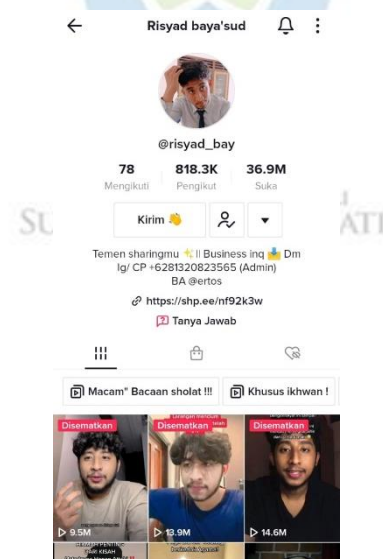 Risyad baya'sud
@risyad_bay
78 818.3K 36.9M
Mengikuti Pengikut Suka
Kirim 👋
Temen sharingmu ✨ || Business inq 📩 Dm
Ig/ CP +6281320823565 (Admin)
BA @ertos
https://shp.ee/nf92k3w
Tanya Jawab
Macam" Bacaan sholat !!! Khusus ikhwan !
Disematkan Disematkan Disematkan
9.5M 13.9M 14.6M
DARI KISAH